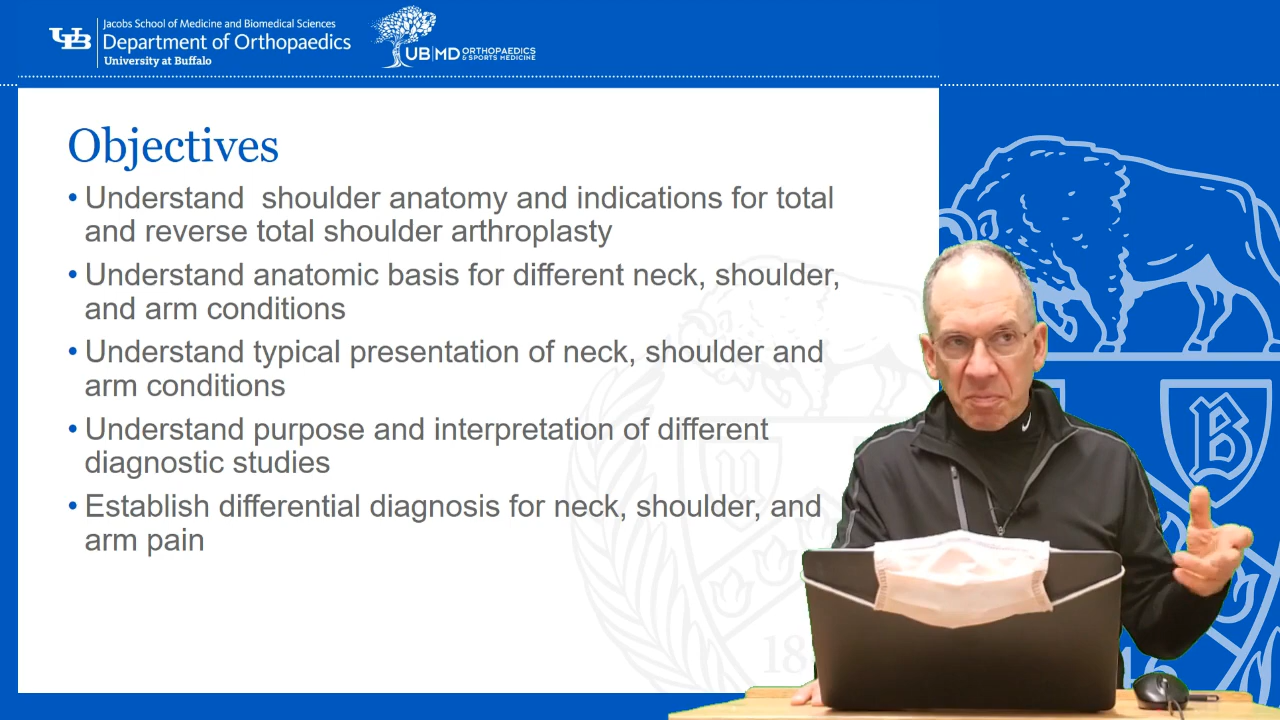 UB
Jacobs School of Medicine and Biomedical Sciences
Department of Orthopaedics
University at Buffalo
UB|MD ORTHOPAEDICS
& SPORTS MEDICINE
Objectives
• Understand  shoulder anatomy and indications for total
and reverse total shoulder arthroplasty
• Understand anatomic basis for different neck, shoulder,
and arm conditions
• Understand typical presentation of neck, shoulder and
arm conditions
• Understand purpose and interpretation of different
diagnostic studies
• Establish differential diagnosis for neck, shoulder, and
arm pain
U
B
18
46